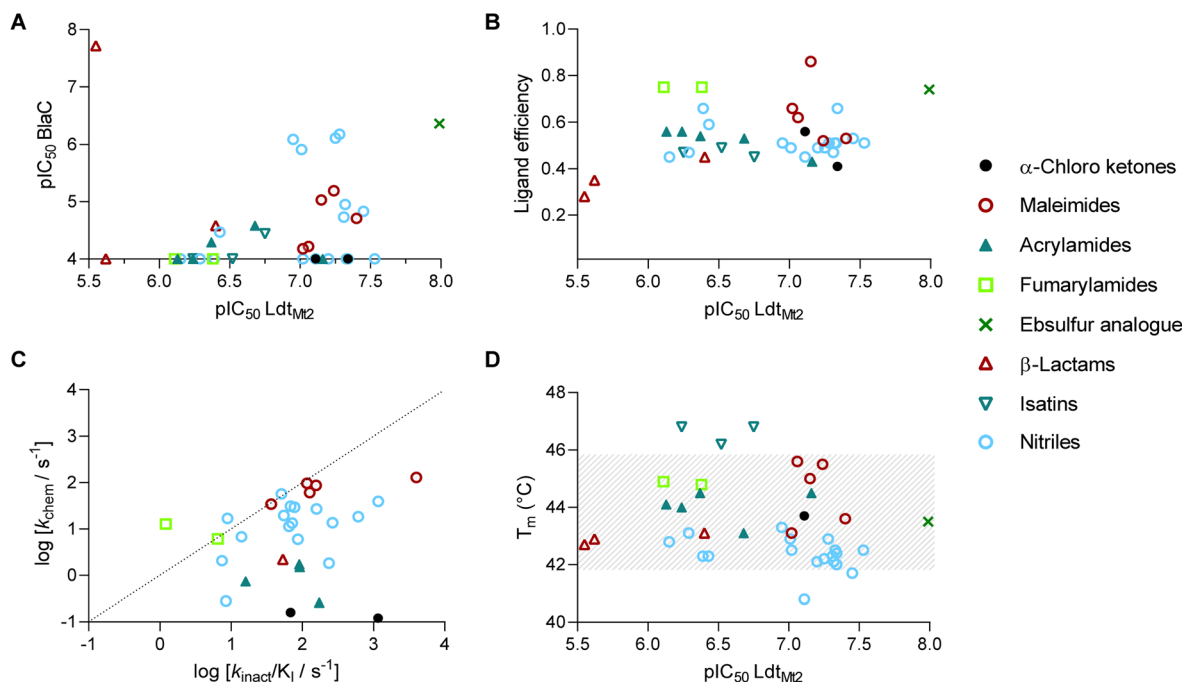 A
8
7
6
5
4
5.5 6.0 6.5 7.0 7.5 8.0
pIC50 BlaC
pIC50 LdtMt2
B
1.0
0.8
0.6
0.4
0.2
5.5 6.0 6.5 7.0 7.5 8.0
Ligand efficiency
pIC50 LdtMt2
α-Chloro ketones
Maleimides
Acrylamides
Fumarylamides
Ebsulfur analogue
β-Lactams
Isatins
Nitriles
C
4
3
2
1
0
-1
-1 0 1 2 3 4
log [kchem / s-1]
log [kinact/KI / s-1]
D
48
46
44
42
40
5.5 6.0 6.5 7.0 7.5 8.0
Tm (°C)
pIC50 LdtMt2